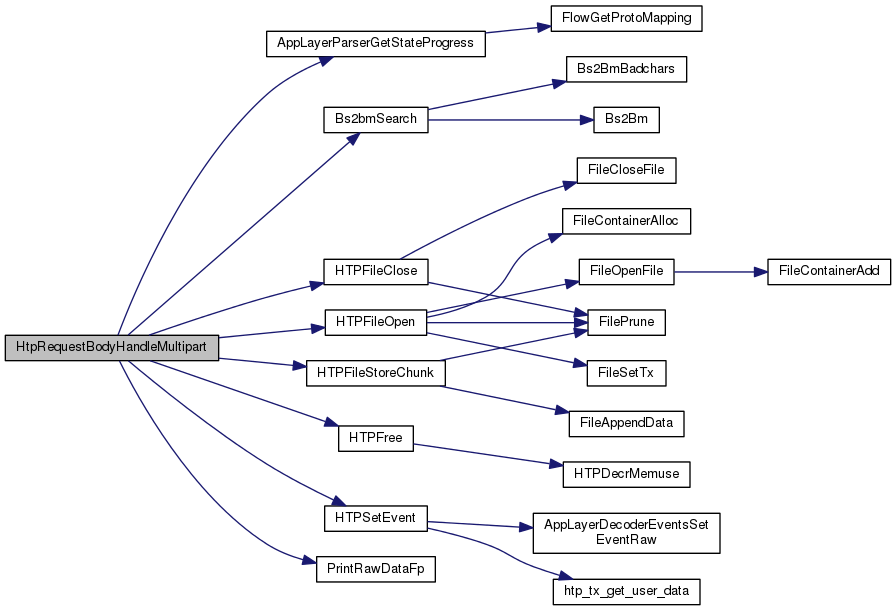 FlowGetProtoMapping
AppLayerParserGetStateProgress
Bs2BmBadchars
Bs2bmSearch
Bs2Bm
FileCloseFile
FileContainerAlloc
HTPFileClose
FileOpenFile
FileContainerAdd
HTPFileOpen
FilePrune
HtpRequestBodyHandleMultipart
HTPFileStoreChunk
FileSetTx
FileAppendData
HTPFree
HTPDecrMemuse
HTPSetEvent
AppLayerDecoderEventsSet
EventRaw
PrintRawDataFp
htp_tx_get_user_data